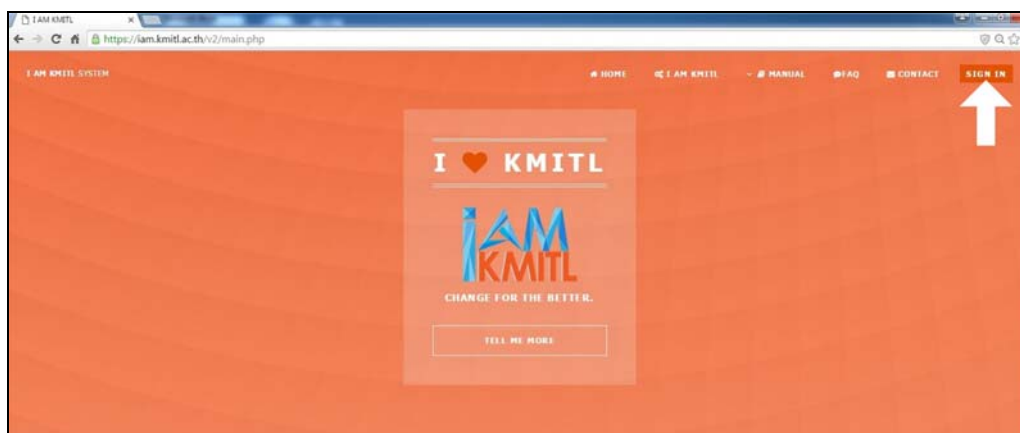 I AM KMITL
https://iam.kmitl.ac.th/v2/main.php
I AM KMITL SYSTEM
HOME
I AM KMITL
MANUAL
FAQ
CONTACT
SIGN IN
I ♥ KMITL
iAM
KMITL
CHANGE FOR THE BETTER.
TELL ME MORE